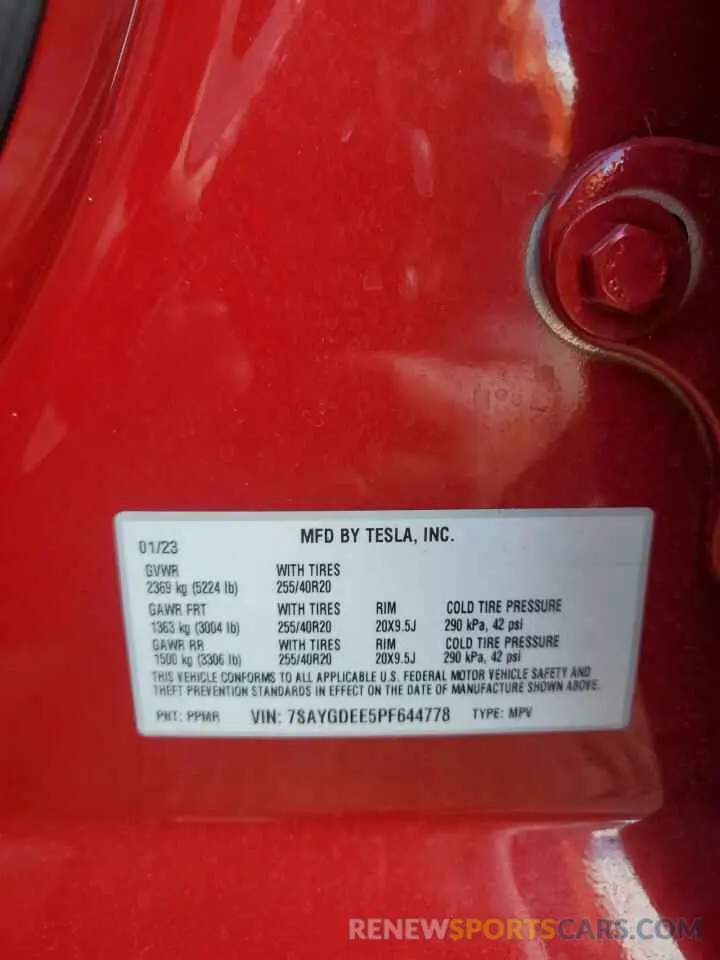 MFD BY TESLA, INC.
01/23
GVWR WITH TIRES
2369 kg (5224 lb) 255/40R20
GAWR FRT WITH TIRES RIM COLD TIRE PRESSURE
1363 kg (3004 lb) 255/40R20 20X9.5J 290 kPa, 42 psi
GAWR RR WITH TIRES RIM COLD TIRE PRESSURE
1500 kg (3306 lb) 255/40R20 20X9.5J 290 kPa, 42 psi
THIS VEHICLE CONFORMS TO ALL APPLICABLE U.S. FEDERAL MOTOR VEHICLE SAFETY AND
THEFT PREVENTION STANDARDS IN EFFECT ON THE DATE OF MANUFACTURE SHOWN ABOVE.
PNT: PPMR VIN: 7SAYGDEE5PF644778 TYPE: MPV
RENEWSPORTSCARS.COM